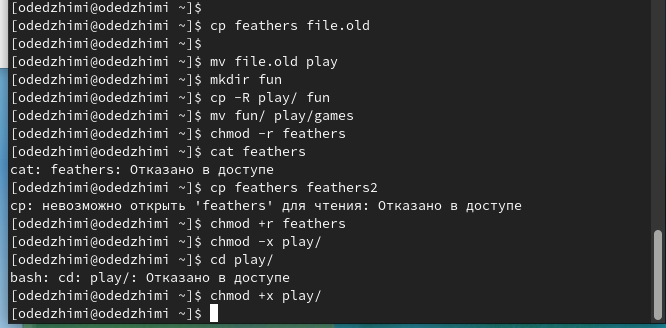 [odedzhimi@odedzhimi ~]$
[odedzhimi@odedzhimi ~]$ cp feathers file.old
[odedzhimi@odedzhimi ~]$
[odedzhimi@odedzhimi ~]$ mv file.old play
[odedzhimi@odedzhimi ~]$ mkdir fun
[odedzhimi@odedzhimi ~]$ cp -R play/ fun
[odedzhimi@odedzhimi ~]$ mv fun/ play/games
[odedzhimi@odedzhimi ~]$ chmod -r feathers
[odedzhimi@odedzhimi ~]$ cat feathers
cat: feathers: Отказано в доступе
[odedzhimi@odedzhimi ~]$ cp feathers feathers2
cp: невозможно открыть 'feathers' для чтения: Отказано в доступе
[odedzhimi@odedzhimi ~]$ chmod +r feathers
[odedzhimi@odedzhimi ~]$ chmod -x play/
[odedzhimi@odedzhimi ~]$ cd play/
bash: cd: play/: Отказано в доступе
[odedzhimi@odedzhimi ~]$ chmod +x play/
[odedzhimi@odedzhimi ~]$